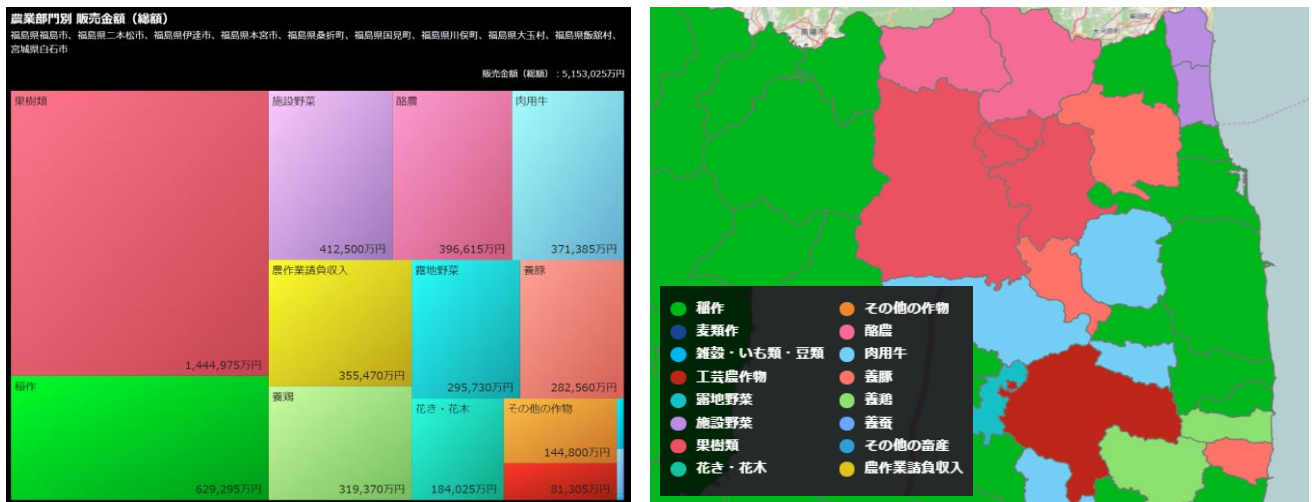 農業部門別 販売金額（総額）
福島県福島市、福島県二本松市、福島県伊達市、福島県本宮市、福島県桑折町、福島県国見町、福島県川俣町、福島県大玉村、福島県飯舘村、
宮城県白石市
販売金額（総額）：5,153,025万円
果樹類
1,444,975万円
稲作
629,295万円
施設野菜
412,500万円
酪農
396,615万円
肉用牛
371,385万円
農作業請負収入
355,470万円
養鶏
319,370万円
露地野菜
295,730万円
養豚
282,560万円
花き・花木
184,025万円
その他の作物
144,800万円
81,305万円
柴田町
大河原町
稲作
麦類作
雑穀・いも類・豆類
工芸農作物
露地野菜
施設野菜
果樹類
花き・花木
その他の作物
酪農
肉用牛
養豚
養鶏
養蚕
その他の畜産
農作業請負収入